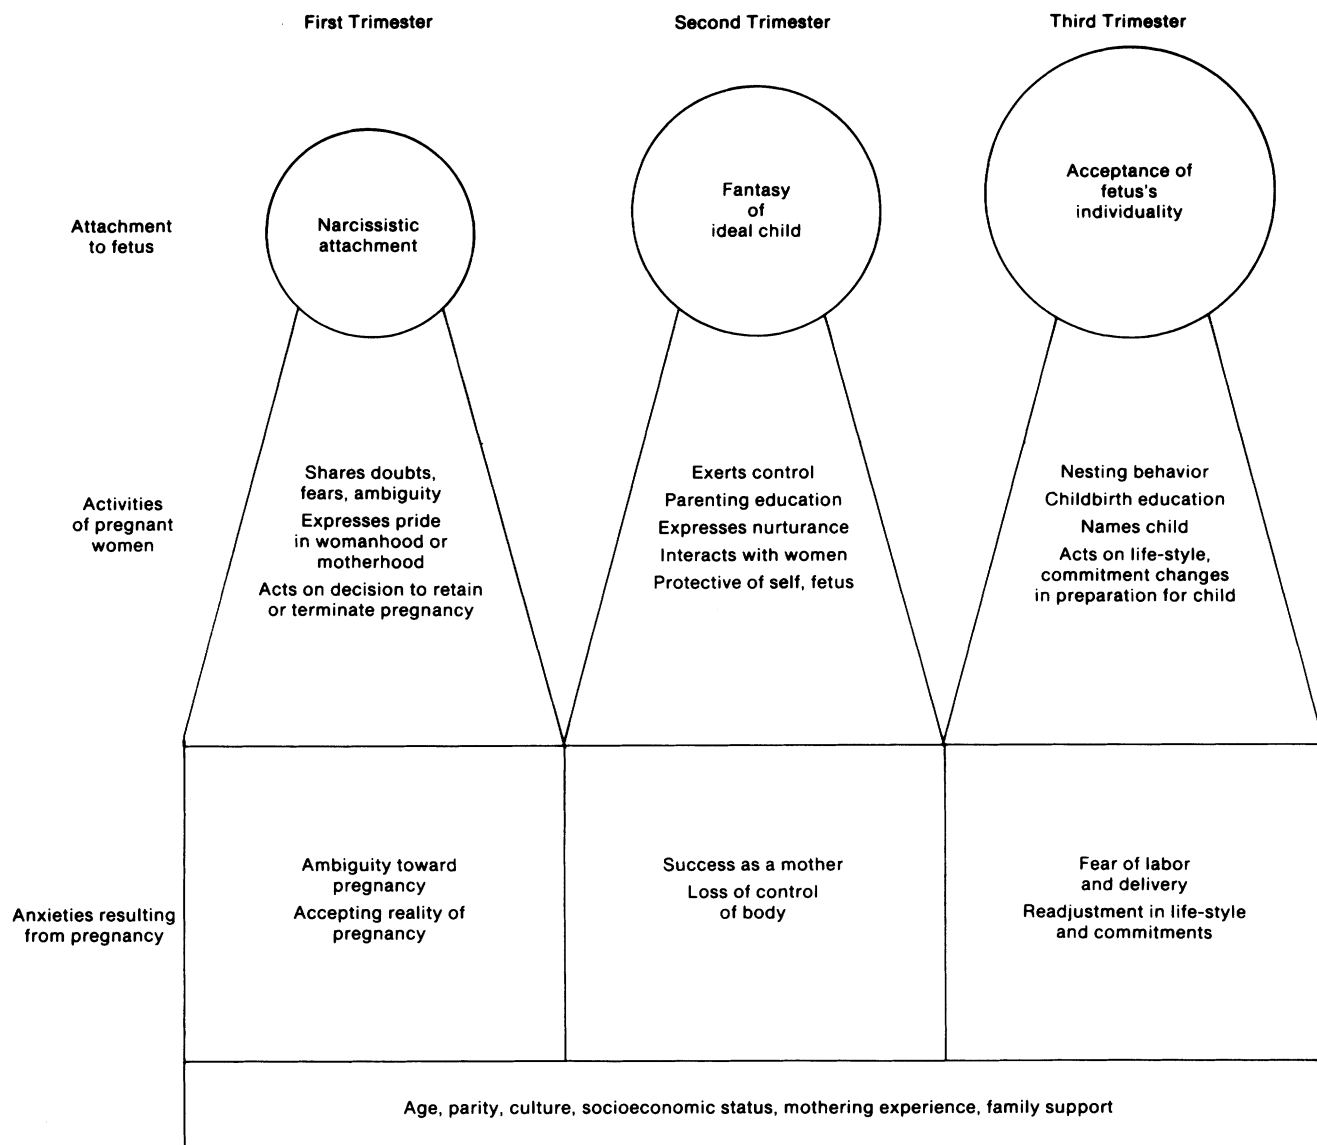 First Trimester
Second Trimester
Third Trimester
Attachment
to fetus
Narcissistic
attachment
Fantasy
of
ideal child
Acceptance of
fetus's
individuality
Activities
of pregnant
women
Shares doubts,
fears, ambiguity
Expresses pride
in womanhood or
motherhood
Acts on decision to retain
or terminate pregnancy
Exerts control
Parenting education
Expresses nurturance
Interacts with women
Protective of self, fetus
Nesting behavior
Childbirth education
Names child
Acts on life-style,
commitment changes
in preparation for child
Anxieties resulting
from pregnancy
Ambiguity toward
pregnancy
Accepting reality of
pregnancy
Success as a mother
Loss of control
of body
Fear of labor
and delivery
Readjustment in life-style
and commitments
Age, parity, culture, socioeconomic status, mothering experience, family support